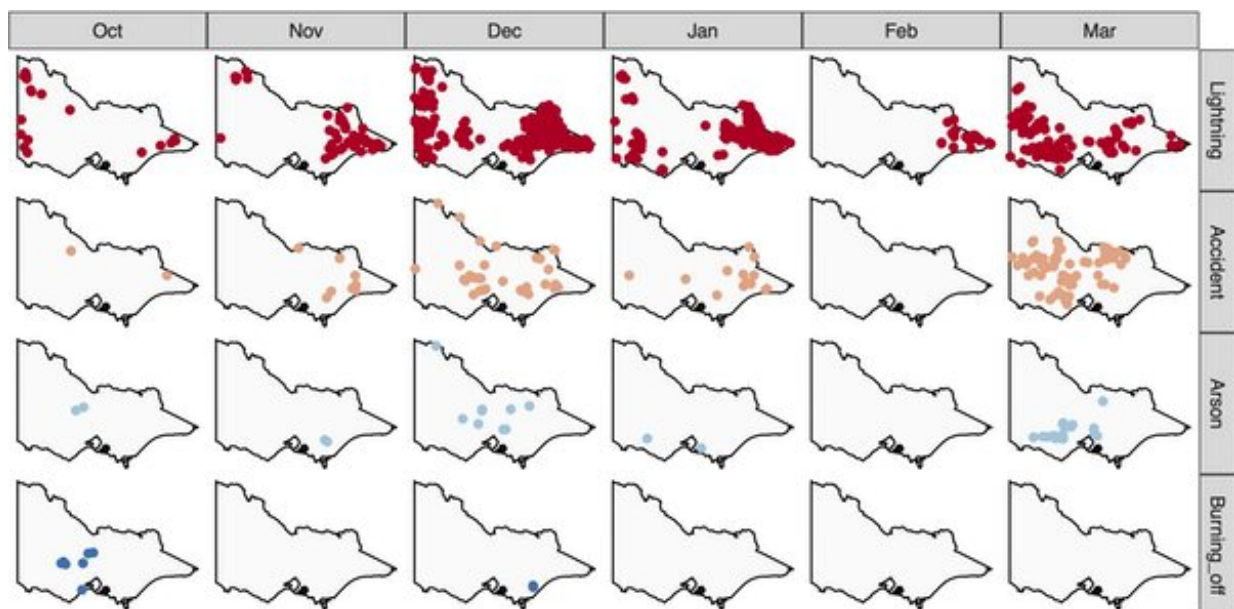 Oct Nov Dec Jan Feb Mar
Lightning
Accident
Arson
Burning_off